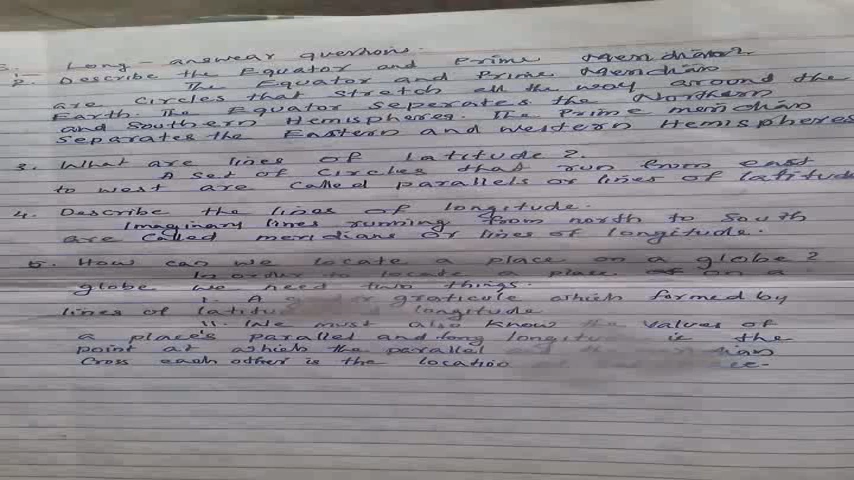 Long - answear questions.
2. Describe the Equator and Prime Meridian?
The Equator and Prime Meridian
are circles that stretch all the way around the
Earth. The Equator seperates the Northern
and Southern Hemispheres. The Prime meridian
separates the Eastern and Western Hemispheres
3. What are lines of latitude?
A set of circles that run from east
to west are called parallels or lines of latitude
4. Describe the lines of longitude.
Imaginary lines running from north to south
are called meridians or lines of longitude.
5. How can we locate a place on a globe?
In order to locate a place on a
globe we need two things.
I. A graticule which formed by
lines of longitude
II. We must also know the values of
a place's parallel and long is the
point at which the parallel
cross each other is the location